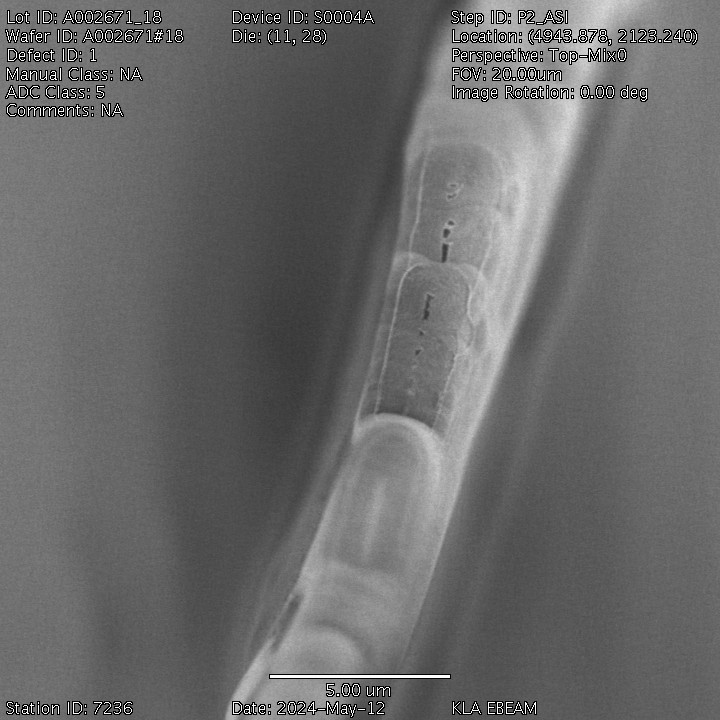 Lot ID: A002671_18
Wafer ID: A002671#18
Defect ID: 1
Manual Class: NA
ADC Class: 5
Comments: NA
Device ID: S0004A
Die: (11, 28)
Step ID: P2_ASI
Location: (4943.878, 2123.240)
Perspective: Top-Mix0
FOV: 20.00um
Image Rotation: 0.00 deg
5.00 um
Station ID: 7236
Date: 2024-May-12
KLA EBEAM